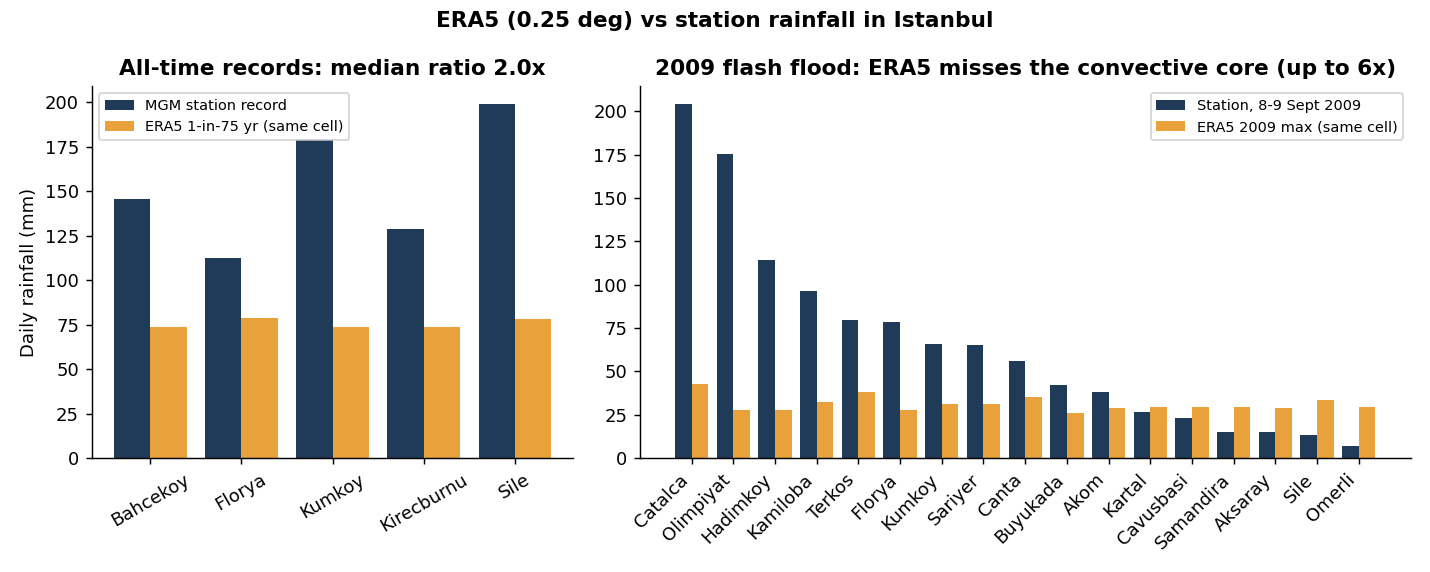 ERA5 (0.25 deg) vs station rainfall in Istanbul
All-time records: median ratio 2.0x
MGM station record
ERA5 1-in-75 yr (same cell)
Daily rainfall (mm)
200
175
150
125
100
75
50
25
0
Bahcekoy
Florya
Kumkoy
Kirecburnu
Sile
2009 flash flood: ERA5 misses the convective core (up to 6x)
Station, 8-9 Sept 2009
ERA5 2009 max (same cell)
200
175
150
125
100
75
50
25
0
Catalca
Olimpiyat
Hadimkoy
Kamiloba
Terkos
Florya
Kumkoy
Sariyer
Canta
Buyukada
Akom
Kartal
Cavusbasi
Samandira
Aksaray
Sile
Omerli